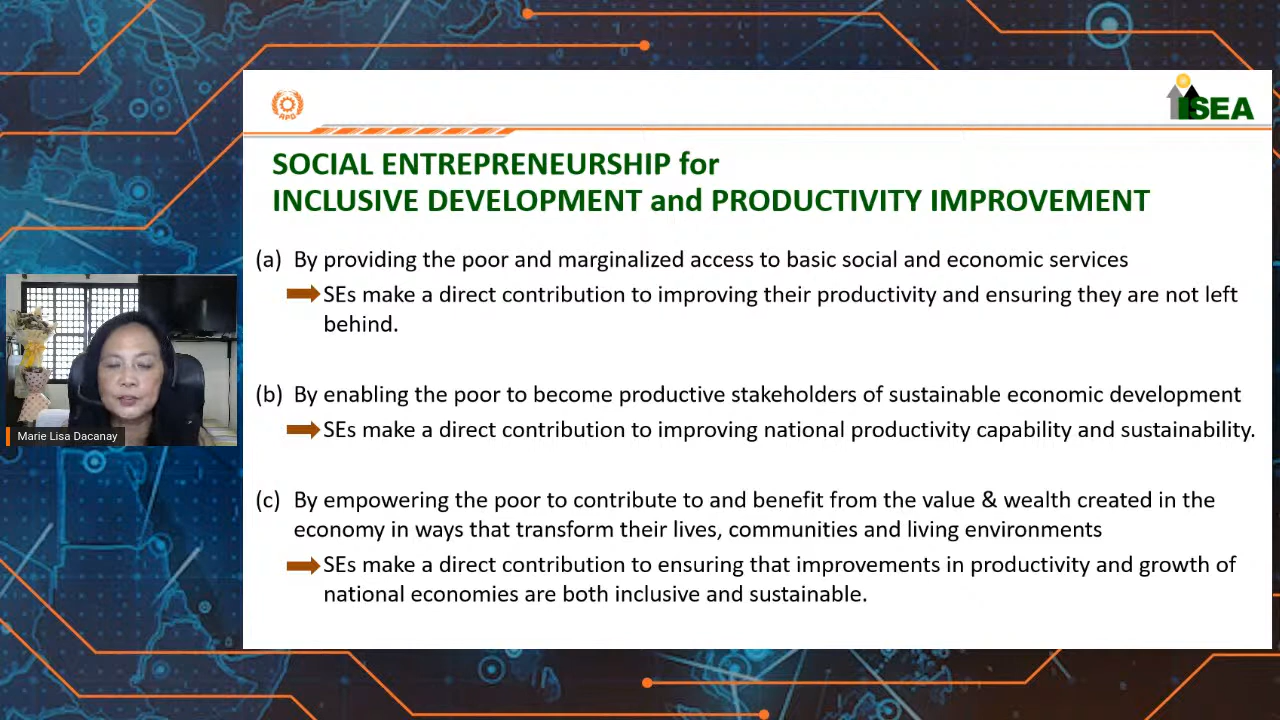 APO
iSEA
SOCIAL ENTREPRENEURSHIP for
INCLUSIVE DEVELOPMENT and PRODUCTIVITY IMPROVEMENT
(a) By providing the poor and marginalized access to basic social and economic services
SEs make a direct contribution to improving their productivity and ensuring they are not left
behind.
(b) By enabling the poor to become productive stakeholders of sustainable economic development
SEs make a direct contribution to improving national productivity capability and sustainability.
(c) By empowering the poor to contribute to and benefit from the value & wealth created in the
economy in ways that transform their lives, communities and living environments
SEs make a direct contribution to ensuring that improvements in productivity and growth of
national economies are both inclusive and sustainable.
Marie Lisa Dacanay